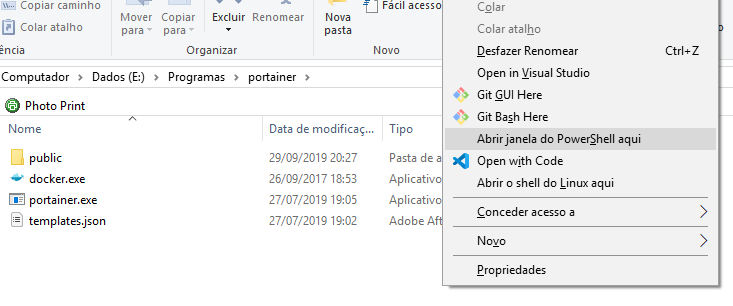 Copiar caminho
Colar atalho
Mover para
Copiar para
Excluir
Renomear
Nova pasta
Fácil acesso
ência
Organizar
Novo
Computador > Dados (E:) > Programas > portainer >
Photo Print
Nome
Data de modificaç...
Tipo
public
29/09/2019 20:27
Pasta de a
docker.exe
26/09/2017 18:53
Aplicativo
portainer.exe
27/07/2019 19:05
Aplicativo
templates.json
27/07/2019 19:02
Adobe Aft
Colar
Colar atalho
Desfazer Renomear Ctrl+Z
Open in Visual Studio
Git GUI Here
Git Bash Here
Abrir janela do PowerShell aqui
Open with Code
Abrir o shell do Linux aqui
Conceder acesso a
Novo
Propriedades